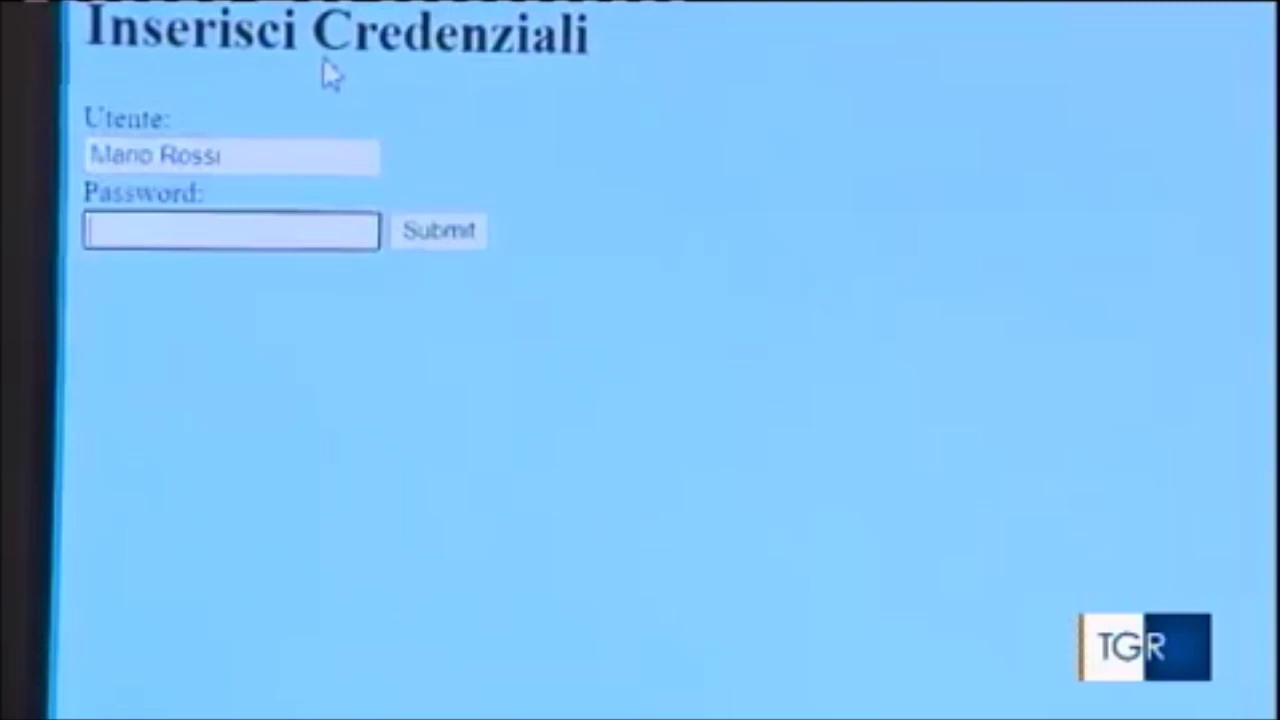 Inserisci Credenziali
Utente:
Mario Rossi
Password:
Submit
TGR